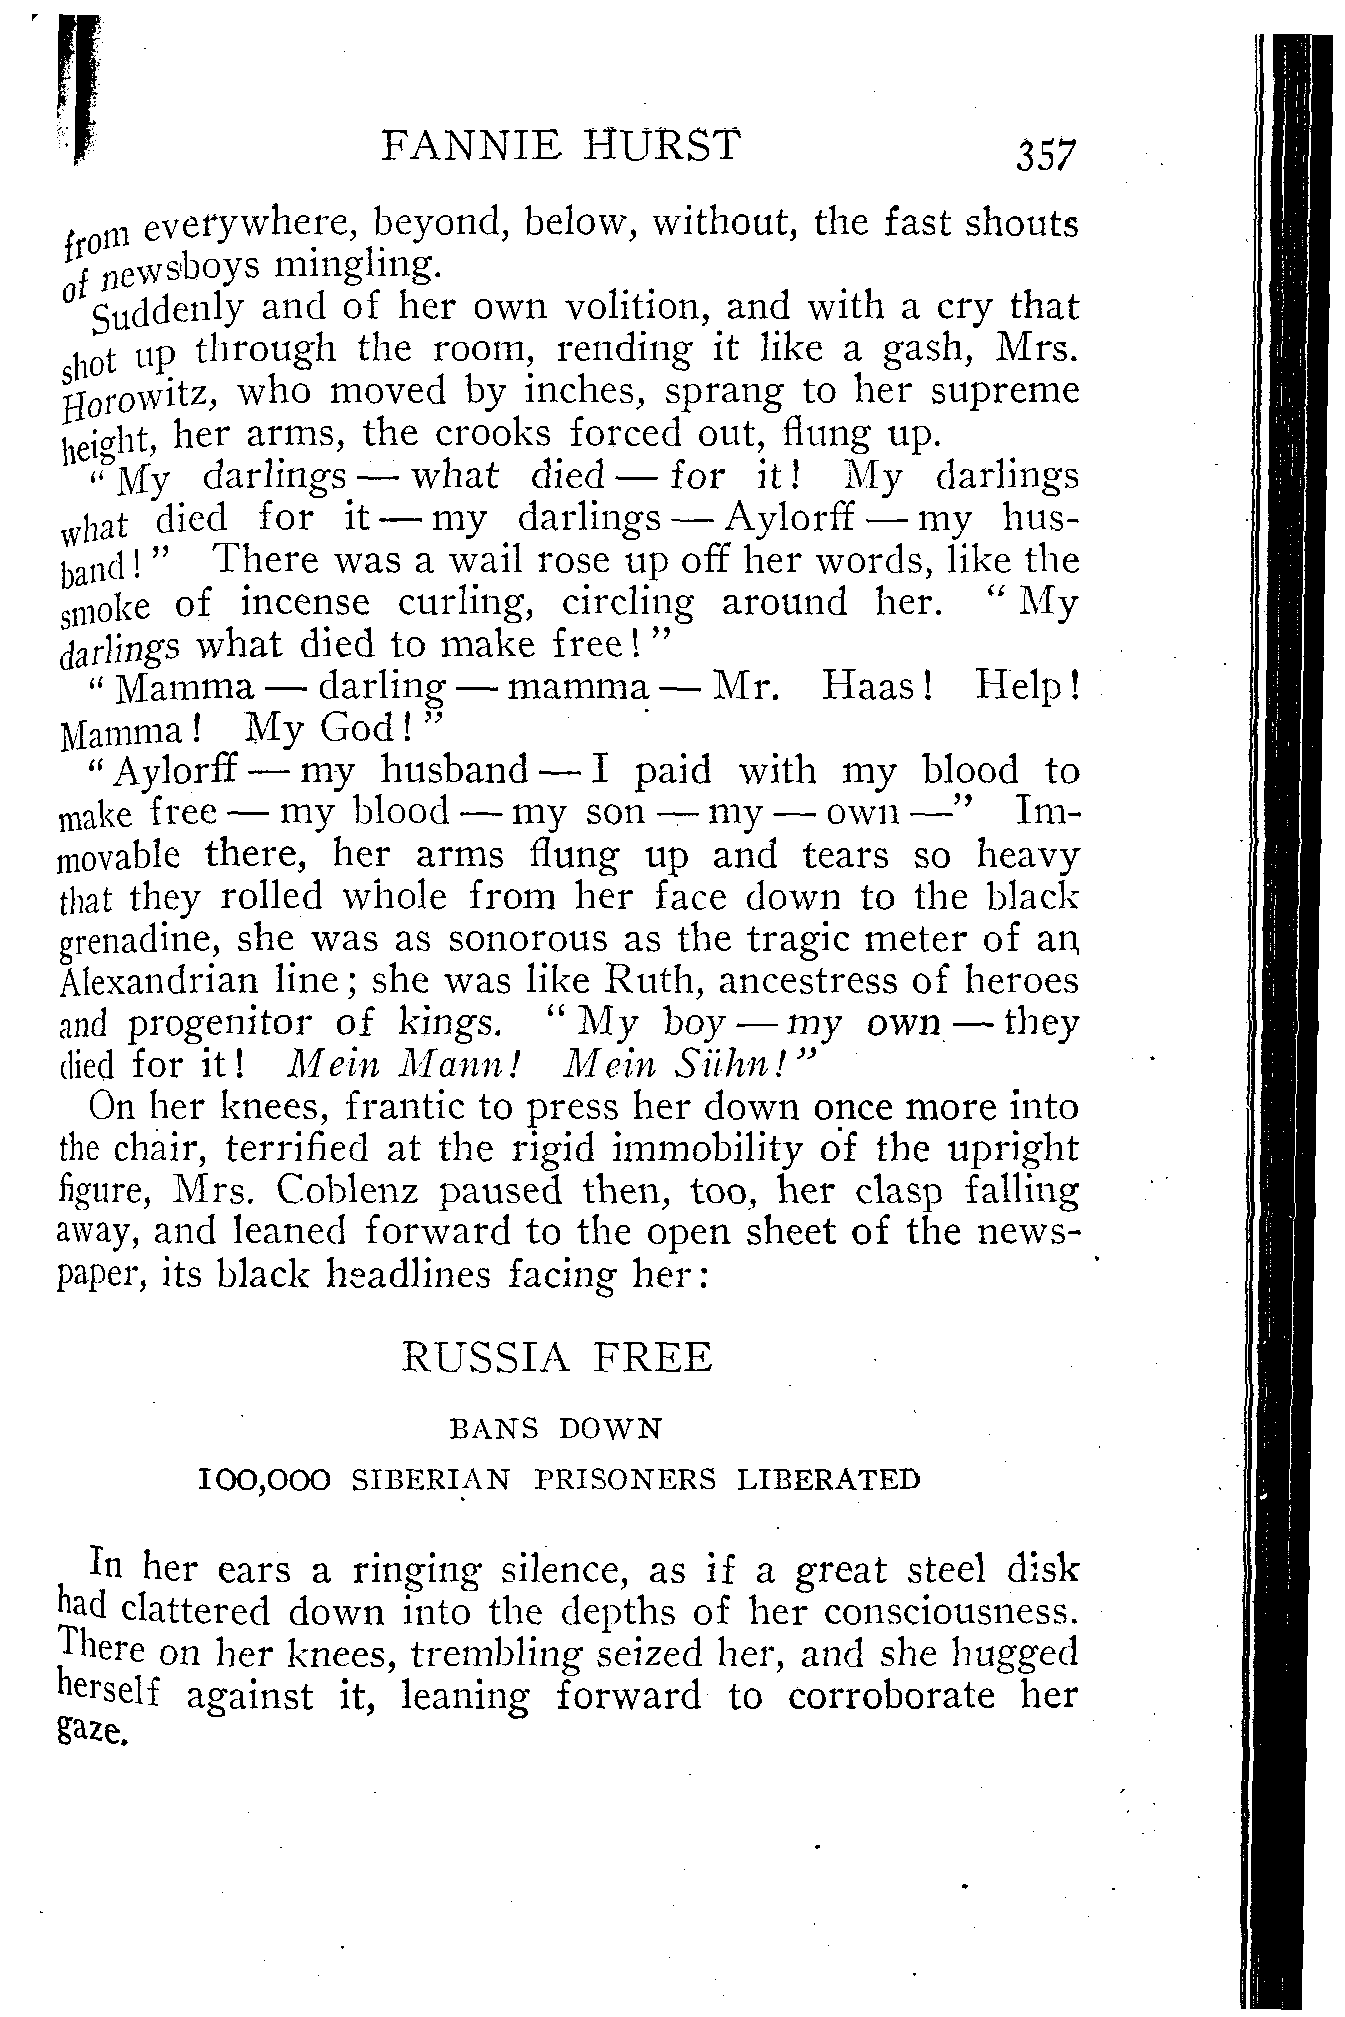 FANNIE HURST 357
from everywhere, beyond, below, without, the fast shouts
of newsboys mingling.
Suddenly and of her own volition, and with a cry that
shot up through the room, rending it like a gash, Mrs.
Horowitz, who moved by inches, sprang to her supreme
height, her arms, the crooks forced out, flung up.
“My darlings — what died — for it! My darlings
what died for it — my darlings — Aylorff — my hus-
band!” There was a wail rose up off her words, like the
smoke of incense curling, circling around her. “My
darlings what died to make free!”
“Mamma — darling — mamma — Mr. Haas! Help!
Mamma! My God!”
“Aylorff — my husband — I paid with my blood to
make free — my blood — my son — my — own —” Im-
movable there, her arms flung up and tears so heavy
that they rolled whole from her face down to the black
grenadine, she was as sonorous as the tragic meter of an
Alexandrian line; she was like Ruth, ancestress of heroes
and progenitor of kings. “My boy — my own — they
died for it! Mein Mann! Mein Sühn!”
On her knees, frantic to press her down once more into
the chair, terrified at the rigid immobility of the upright
figure, Mrs. Coblenz paused then, too, her clasp falling
away, and leaned forward to the open sheet of the news-
paper, its black headlines facing her:
RUSSIA FREE
BANS DOWN
100,000 SIBERIAN PRISONERS LIBERATED
In her ears a ringing silence, as if a great steel disk
had clattered down into the depths of her consciousness.
There on her knees, trembling seized her, and she hugged
herself against it, leaning forward to corroborate her
gaze.